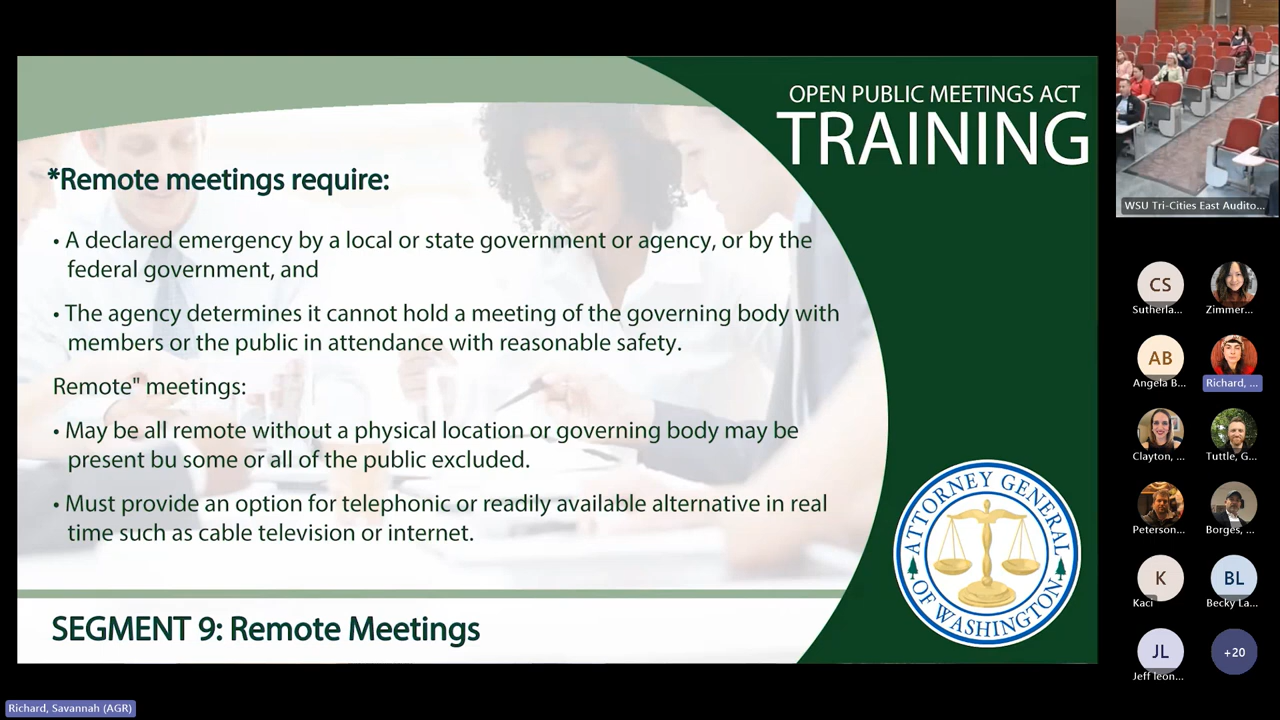 OPEN PUBLIC MEETINGS ACT
TRAINING
*Remote meetings require:
• A declared emergency by a local or state government or agency, or by the
federal government, and
• The agency determines it cannot hold a meeting of the governing body with
members or the public in attendance with reasonable safety.
Remote" meetings:
• May be all remote without a physical location or governing body may be
present bu some or all of the public excluded.
• Must provide an option for telephonic or readily available alternative in real
time such as cable television or internet.
SEGMENT 9: Remote Meetings
ATTORNEY GENERAL
OF WASHINGTON
Richard, Savannah (AGR)
WSU Tri-Cities East Audito...
CS
Sutherla...
Zimmer...
AB
Angela B...
Richard, ...
Clayton, ...
Tuttle, G...
Peterson...
Borges, ...
K
Kaci
BL
Becky La...
JL
Jeff leon...
+20